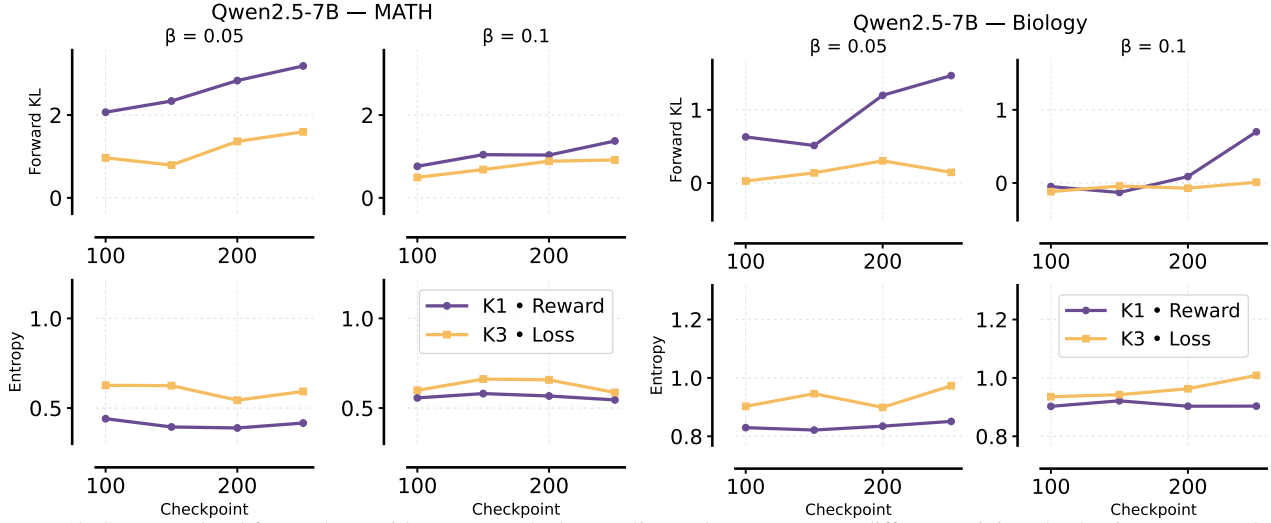 Qwen2.5-7B — MATH
β = 0.05
β = 0.1
Forward KL
2
0
2
0
100
200
100
200
Entropy
1.0
0.5
1.0
0.5
K1 • Reward
K3 • Loss
100
200
100
200
Checkpoint
Checkpoint
Qwen2.5-7B — Biology
β = 0.05
β = 0.1
Forward KL
1
0
1
0
100
200
100
200
Entropy
1.2
1.0
0.8
1.2
1.0
0.8
K1 • Reward
K3 • Loss
100
200
100
200
Checkpoint
Checkpoint